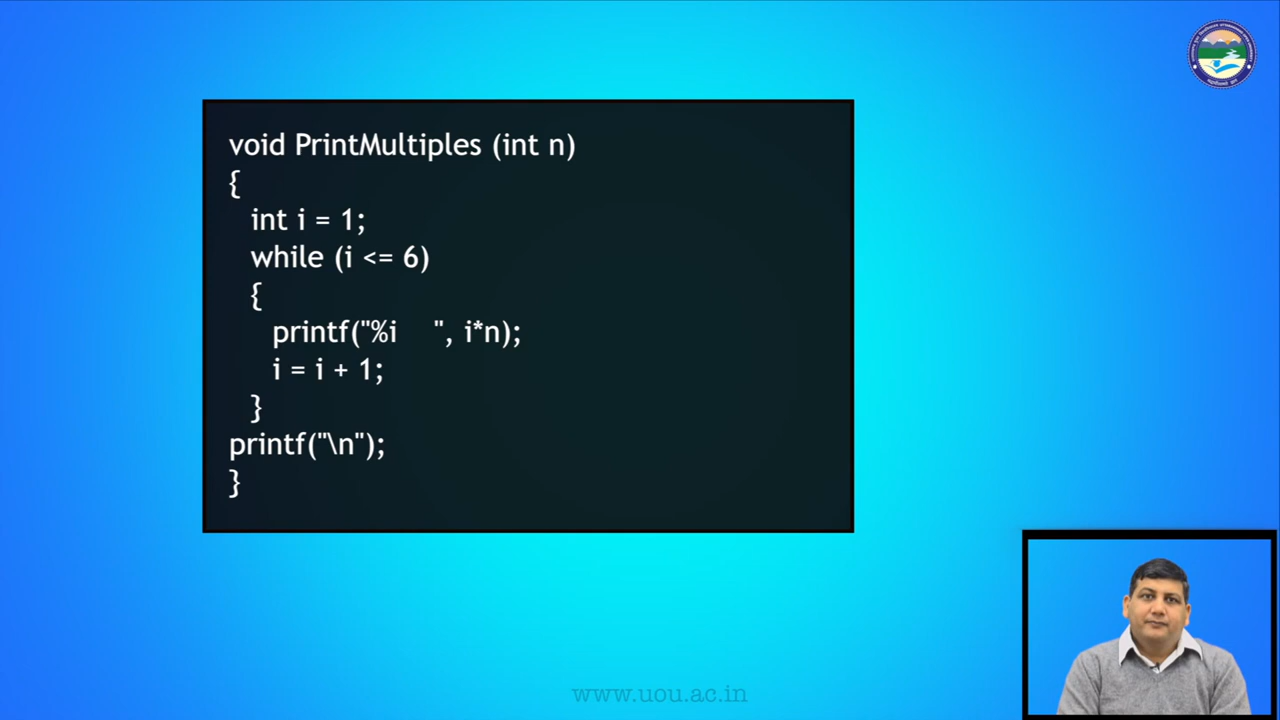 void PrintMultiples (int n)
{
int i = 1;
while (i <= 6)
{
printf("%i    ", i*n);
i = i + 1;
}
printf("\n");
}
www.uou.ac.in